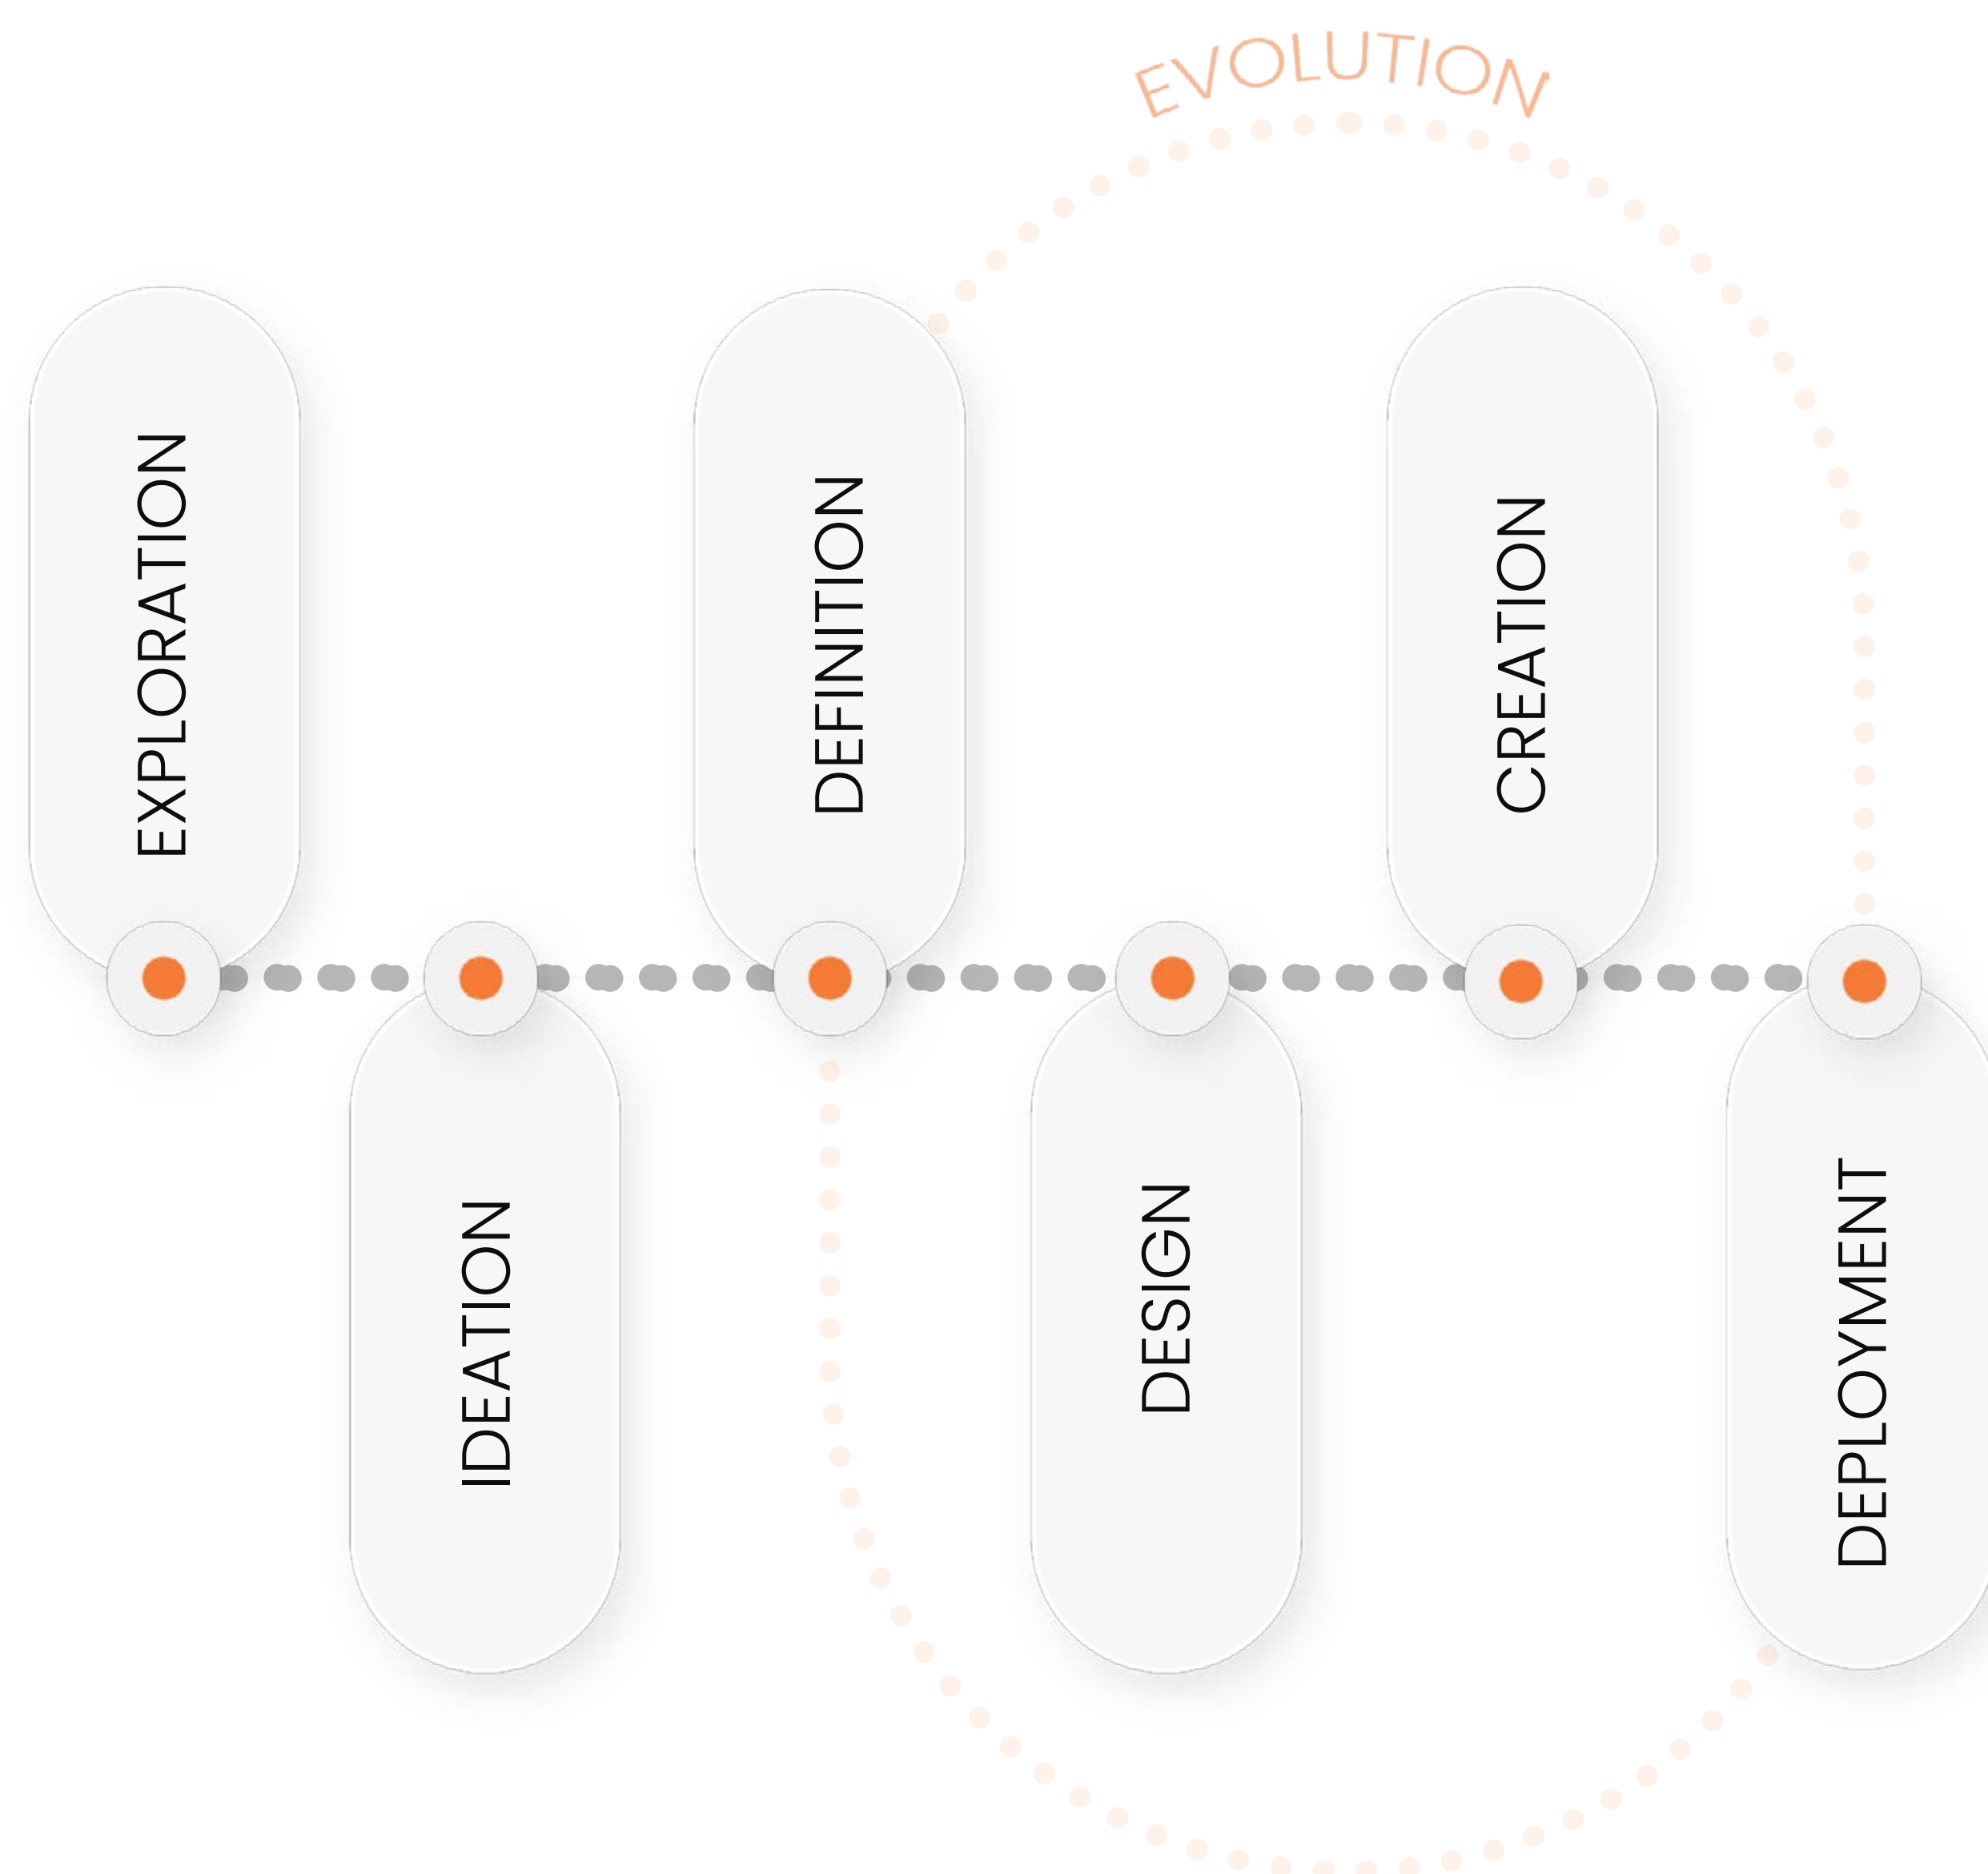 EVOLUTION
EXPLORATION
IDEATION
DEFINITION
DESIGN
CREATION
DEPLOYMENT